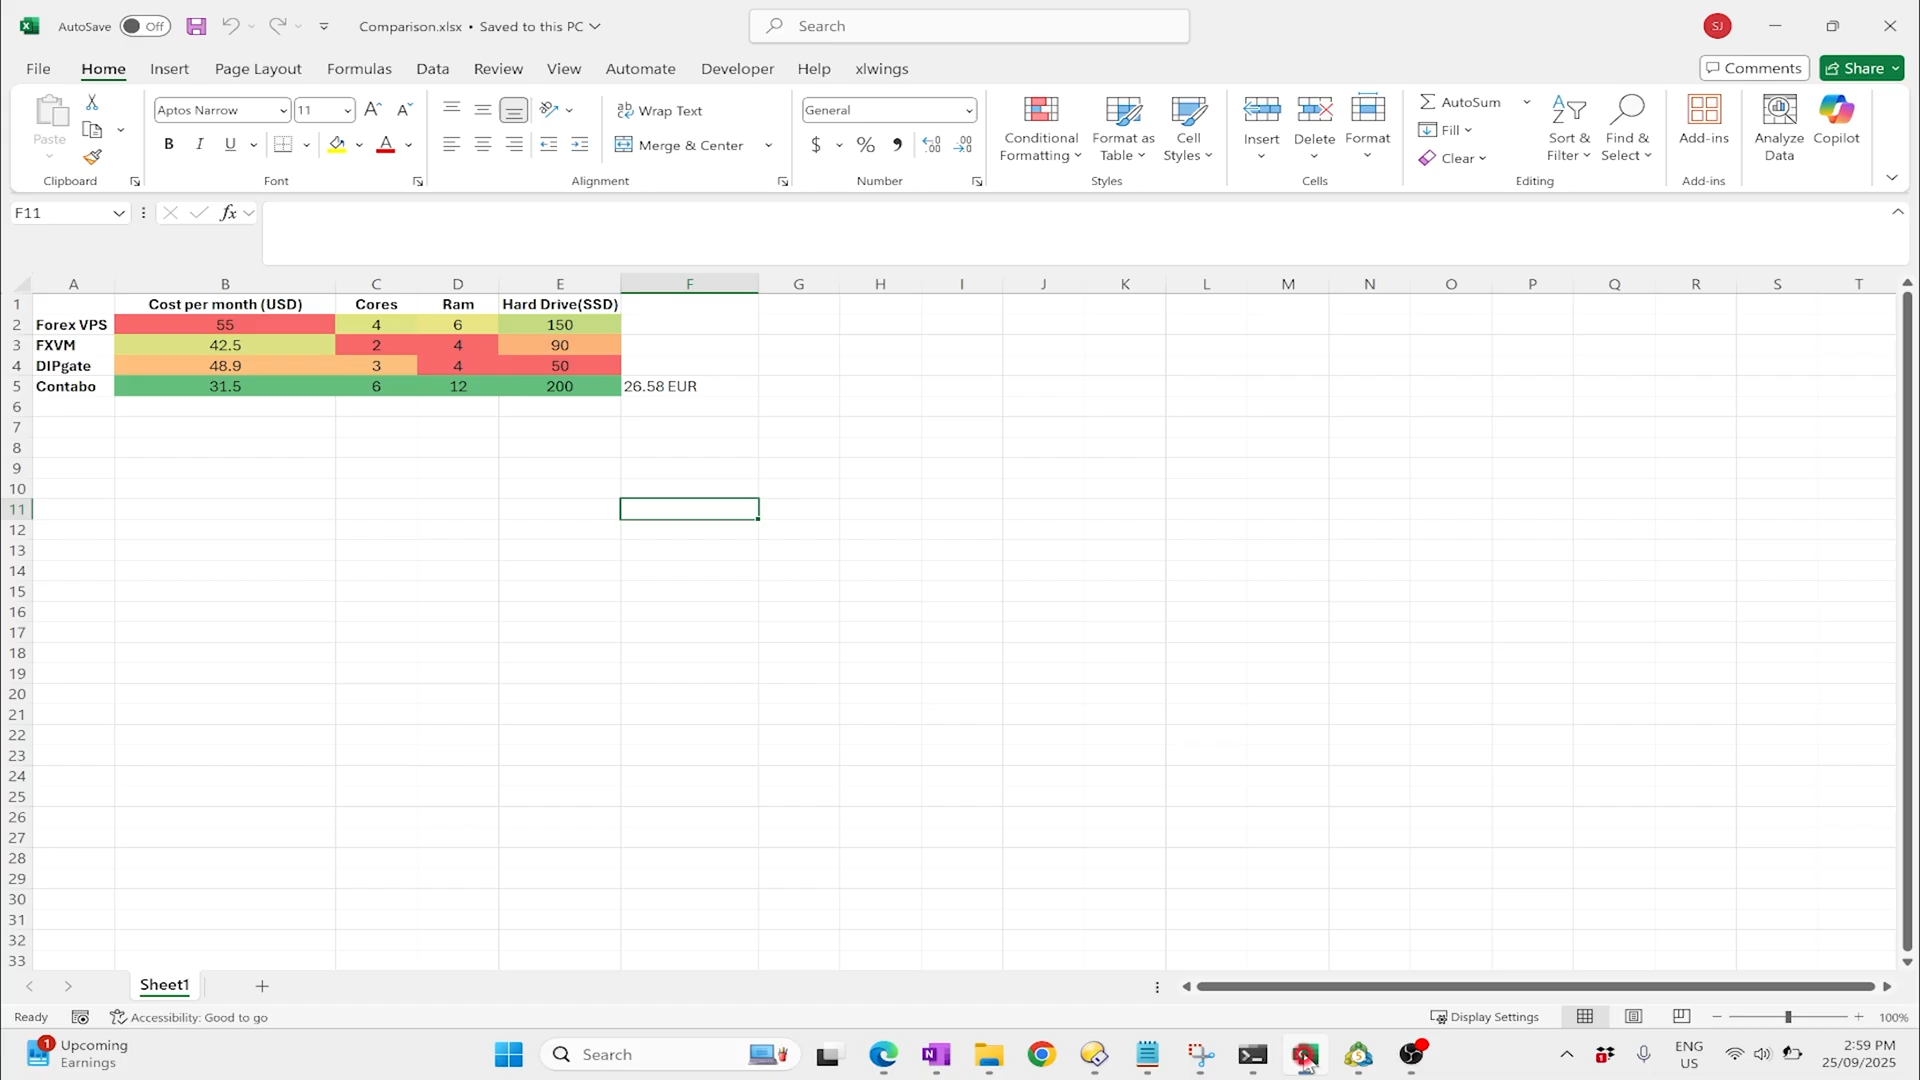 AutoSave Off Comparison.xlsx • Saved to this PC Search SJ
File Home Insert Page Layout Formulas Data Review View Automate Developer Help xlwings Comments Share
Paste Aptos Narrow 11 Wrap Text General Conditional Formatting Format as Table Cell Styles Insert Delete Format AutoSum Sort & Filter Find & Select Add-ins Analyze Data Copilot
B I U Merge & Center $ % Fill Clear
Clipboard Font Alignment Number Styles Cells Editing Add-ins
F11 fx
A B C D E F G H I J K L M N O P Q R S T
1 Cost per month (USD) Cores Ram Hard Drive(SSD)
2 Forex VPS 55 4 6 150
3 FXVM 42.5 2 4 90
4 DIPgate 48.9 3 4 50
5 Contabo 31.5 6 12 200 26.58 EUR
6
7
8
9
10
11
12
13
14
15
16
17
18
19
20
21
22
23
24
25
26
27
28
29
30
31
32
33
Sheet1
Ready Accessibility: Good to go Display Settings 100%
1 Upcoming Search ENG 2:59 PM
Earnings US 25/09/2025